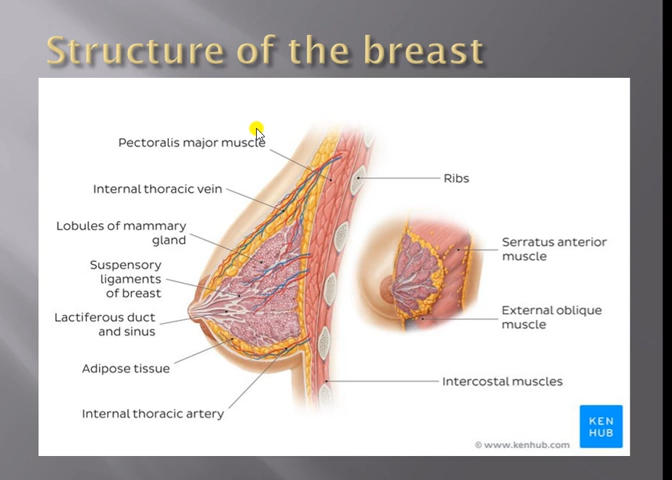 Structure of the breast
Pectoralis major muscle
Internal thoracic vein
Lobules of mammary
gland
Suspensory
ligaments
of breast
Lactiferous duct
and sinus
Adipose tissue
Internal thoracic artery
Ribs
Serratus anterior
muscle
External oblique
muscle
Intercostal muscles
KEN
HUB
© www.kenhub.com